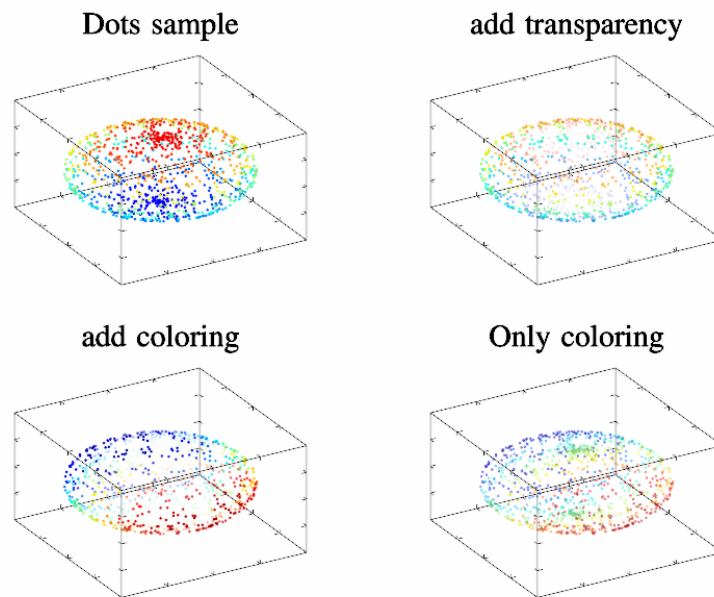 Dots sample
add transparency
add coloring
Only coloring